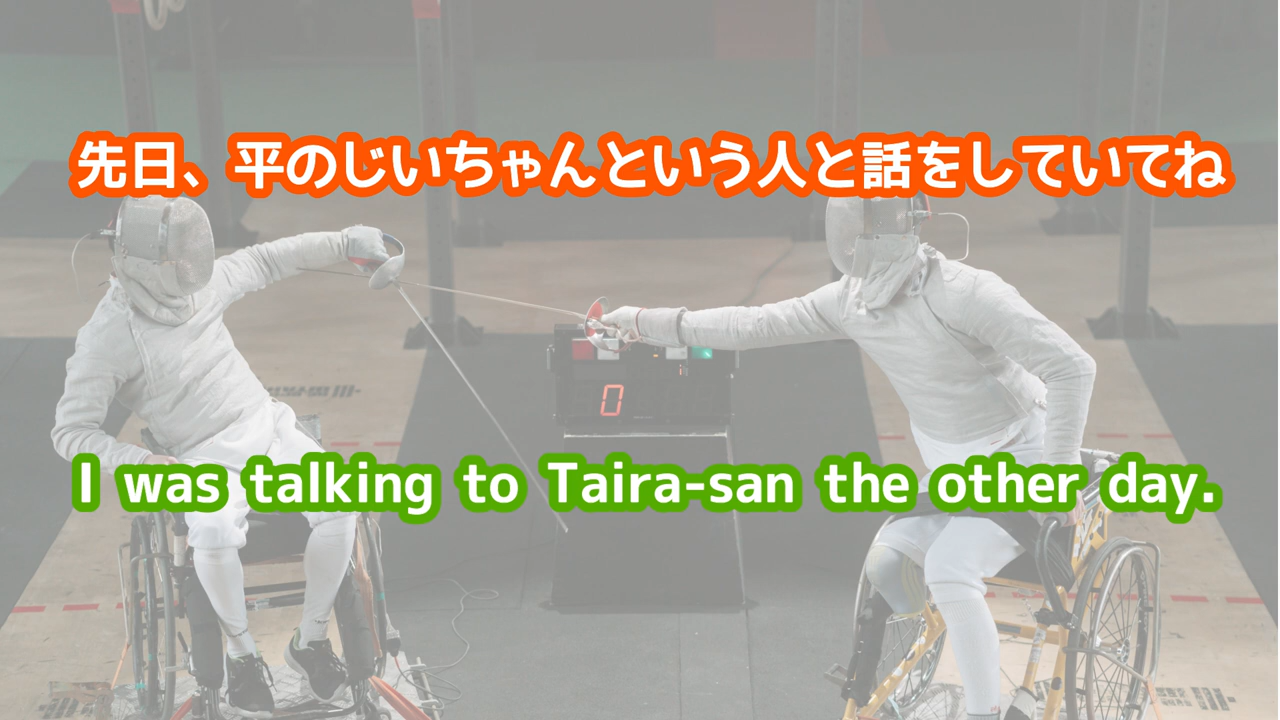 先日、平のじいちゃんという人と話をしていてね
0
I was talking to Taira-san the other day.